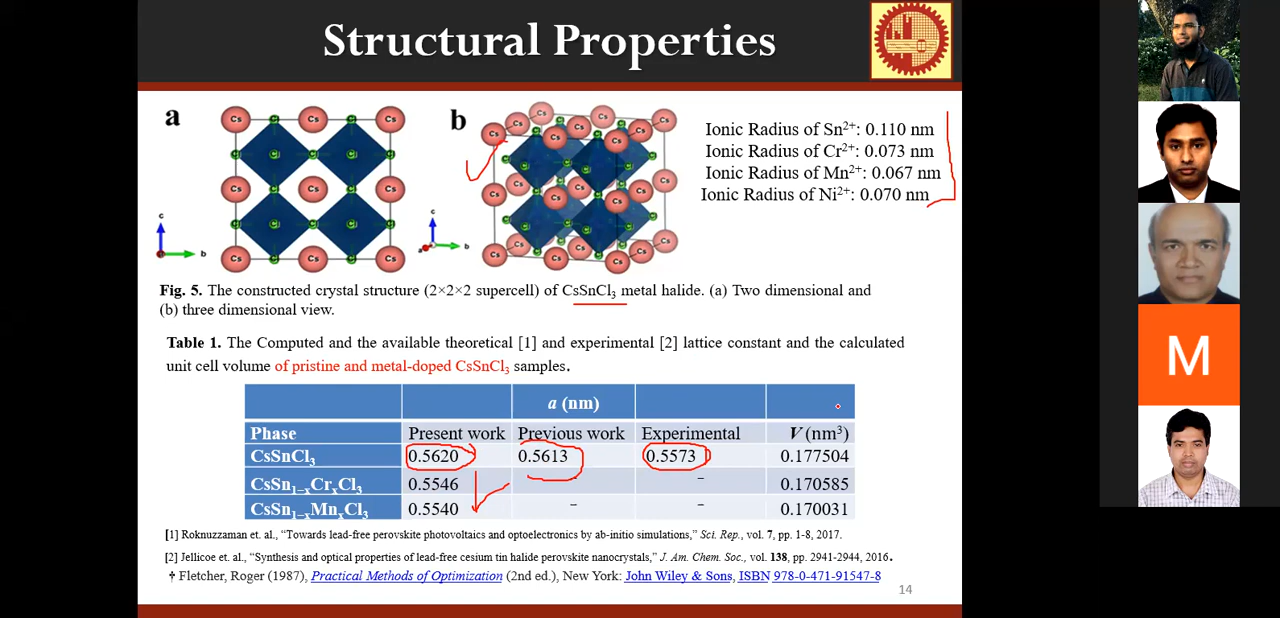 Structural Properties
a
b
Ionic Radius of Sn²⁺: 0.110 nm
Ionic Radius of Cr²⁺: 0.073 nm
Ionic Radius of Mn²⁺: 0.067 nm
Ionic Radius of Ni²⁺: 0.070 nm
Cs Cs Cs
Cs Cs Cs
Cs Cs Cs
c
b
c
a b
Fig. 5. The constructed crystal structure (2×2×2 supercell) of CsSnCl₃ metal halide. (a) Two dimensional and
(b) three dimensional view.
Table 1. The Computed and the available theoretical [1] and experimental [2] lattice constant and the calculated
unit cell volume of pristine and metal-doped CsSnCl₃ samples.
a (nm)
Phase Present work Previous work Experimental V (nm³)
CsSnCl₃ 0.5620 0.5613 0.5573 0.177504
CsSn₁₋ₓCrₓCl₃ 0.5546 - 0.170585
CsSn₁₋ₓMnₓCl₃ 0.5540 - - 0.170031
[1] Roknuzzaman et. al., “Towards lead-free perovskite photovoltaics and optoelectronics by ab-initio simulations,” Sci. Rep., vol. 7, pp. 1-8, 2017.
[2] Jellicoe et. al., “Synthesis and optical properties of lead-free cesium tin halide perovskite nanocrystals,” J. Am. Chem. Soc., vol. 138, pp. 2941-2944, 2016.
† Fletcher, Roger (1987), Practical Methods of Optimization (2nd ed.), New York: John Wiley & Sons, ISBN 978-0-471-91547-8
14
M